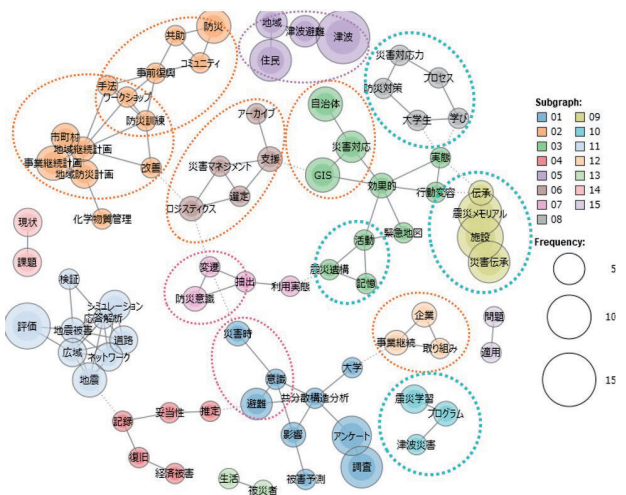 防災
共助
コミュニティ
事前復興
手法
ワークショップ
防災訓練
市町村
地域継続計画
事業継続計画
地域防災計画
改善
化学物質管理
地域
津波避難
津波
住民
アーカイブ
支援
災害マネジメント
選定
ロジスティクス
自治体
災害対応
GIS
効果的
実態
行動変容
緊急地図
活動
震災遺構
記憶
災害対応力
プロセス
防災対策
大学生
学び
伝承
震災メモリアル
施設
災害伝承
現状
課題
変遷
抽出
防災意識
利用実態
検証
シミュレーション
応答解析
評価
地震被害
道路
広域
ネットワーク
地震
災害時
意識
避難
共分散構造分析
大学
影響
アンケート
調査
被害予測
企業
事業継続
取り組み
問題
適用
震災学習
プログラム
津波災害
記録
妥当性
推定
復旧
経済被害
生活
被災者
Subgraph:
01 09
02 10
03 11
04 12
05 13
06 14
07 15
08
Frequency:
5
10
15